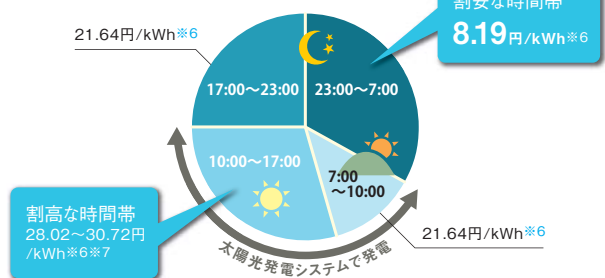 割安な時間帯
8.19円/kWh※6
21.64円/kWh※6
17:00〜23:00
23:00〜7:00
10:00〜17:00
7:00
〜10:00
割高な時間帯
28.02〜30.72円
/kWh※6※7
21.64円/kWh※6
太陽光発電システムで発電